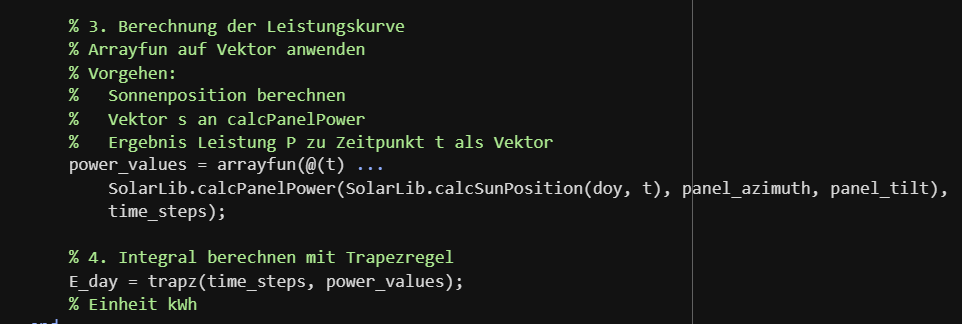 % 3. Berechnung der Leistungskurve
% Arrayfun auf Vektor anwenden
% Vorgehen:
%   Sonnenposition berechnen
%   Vektor s an calcPanelPower
%   Ergebnis Leistung P zu Zeitpunkt t als Vektor
power_values = arrayfun(@(t) ...
    SolarLib.calcPanelPower(SolarLib.calcSunPosition(doy, t), panel_azimuth, panel_tilt),
    time_steps);
% 4. Integral berechnen mit Trapezregel
E_day = trapz(time_steps, power_values);
% Einheit kWh